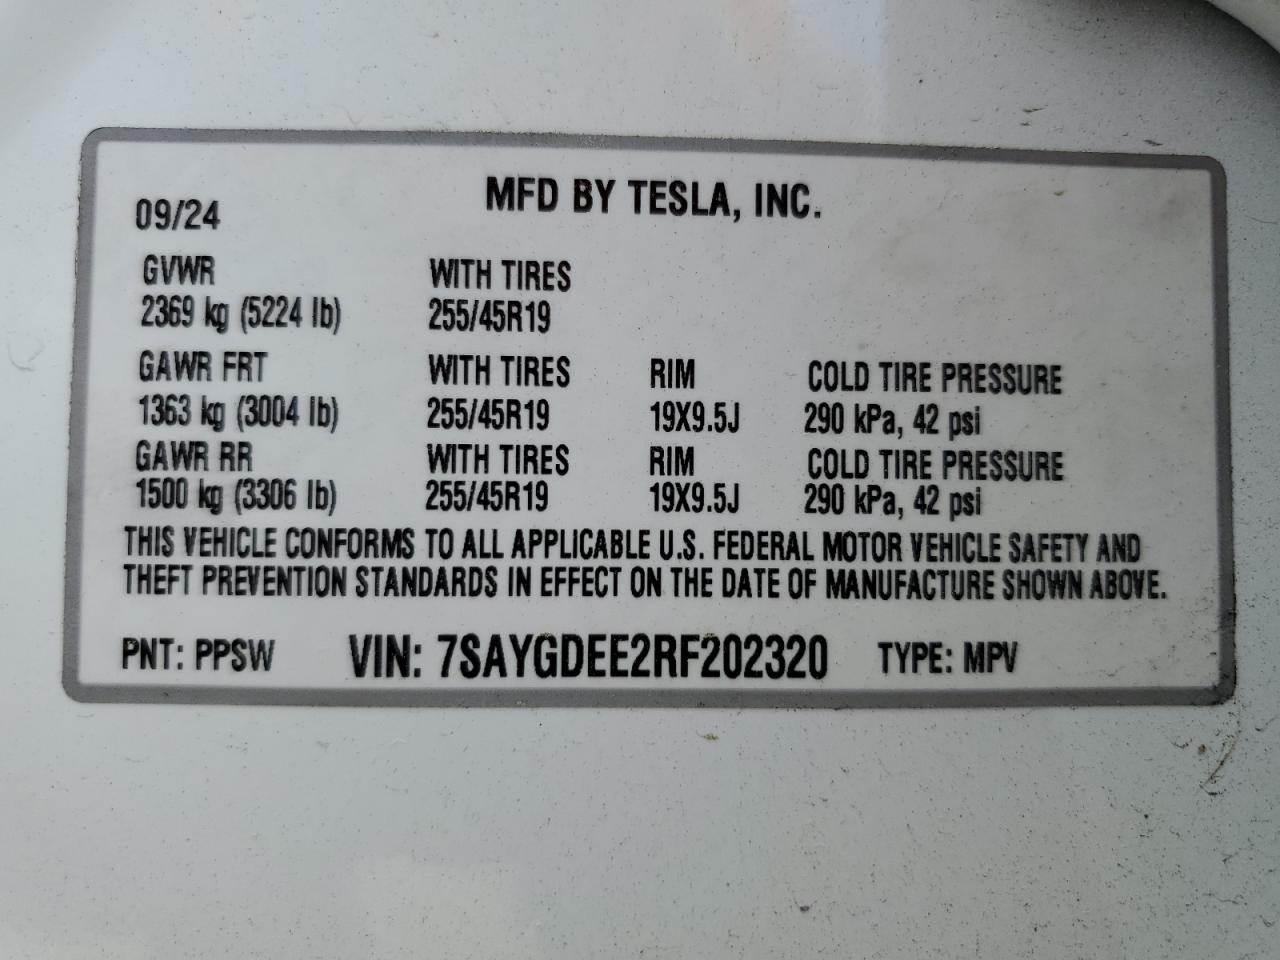 MFD BY TESLA, INC.
09/24
GVWR WITH TIRES
2369 kg (5224 lb) 255/45R19
GAWR FRT WITH TIRES RIM COLD TIRE PRESSURE
1363 kg (3004 lb) 255/45R19 19X9.5J 290 kPa, 42 psi
GAWR RR WITH TIRES RIM COLD TIRE PRESSURE
1500 kg (3306 lb) 255/45R19 19X9.5J 290 kPa, 42 psi
THIS VEHICLE CONFORMS TO ALL APPLICABLE U.S. FEDERAL MOTOR VEHICLE SAFETY AND
THEFT PREVENTION STANDARDS IN EFFECT ON THE DATE OF MANUFACTURE SHOWN ABOVE.
PNT: PPSW VIN: 7SAYGDEE2RF202320 TYPE: MPV